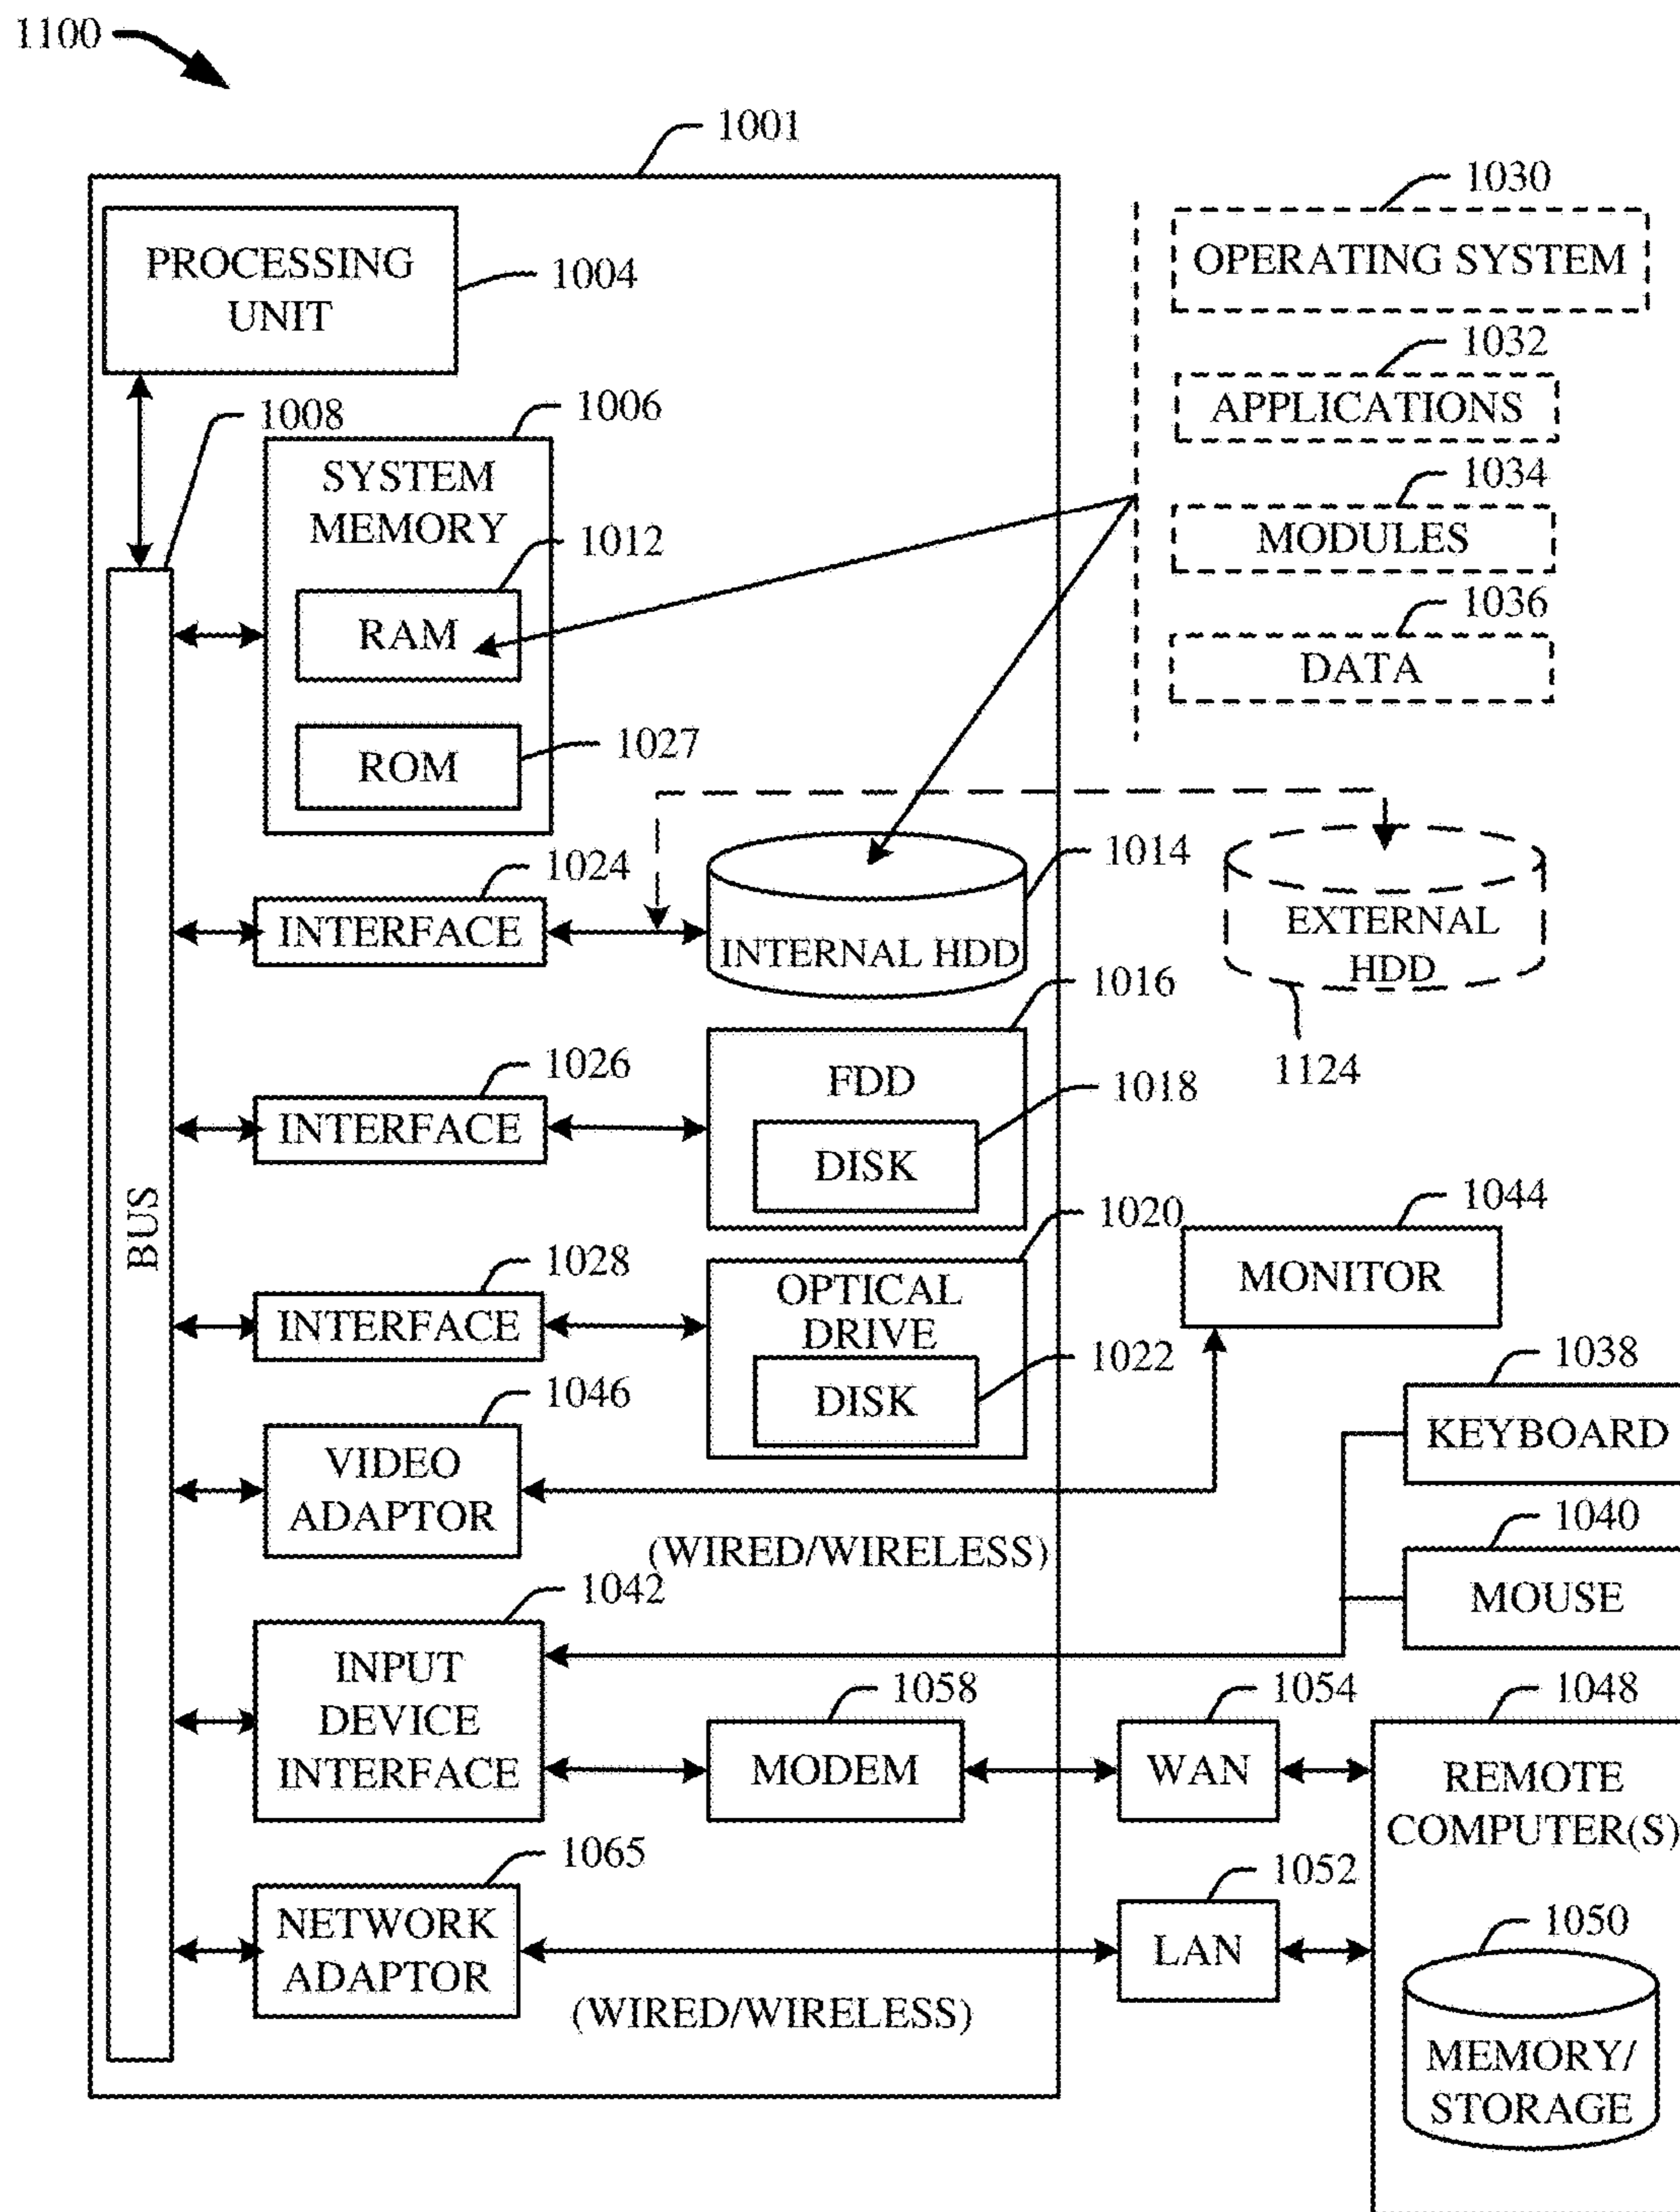 1100
1001
PROCESSING
UNIT
1004
1030
OPERATING SYSTEM
1032
APPLICATIONS
1034
MODULES
1036
DATA
1008
1006
SYSTEM
MEMORY
1012
RAM
1027
ROM
BUS
1024
INTERFACE
1014
INTERNAL HDD
EXTERNAL
HDD
1124
1026
INTERFACE
1016
FDD
1018
DISK
1028
INTERFACE
1020
OPTICAL
DRIVE
1022
DISK
1044
MONITOR
1046
VIDEO
ADAPTOR
(WIRED/WIRELESS)
1038
KEYBOARD
1040
MOUSE
1042
INPUT
DEVICE
INTERFACE
1058
MODEM
1054
WAN
1048
REMOTE
COMPUTER(S)
1065
NETWORK
ADAPTOR
(WIRED/WIRELESS)
1052
LAN
1050
MEMORY/
STORAGE